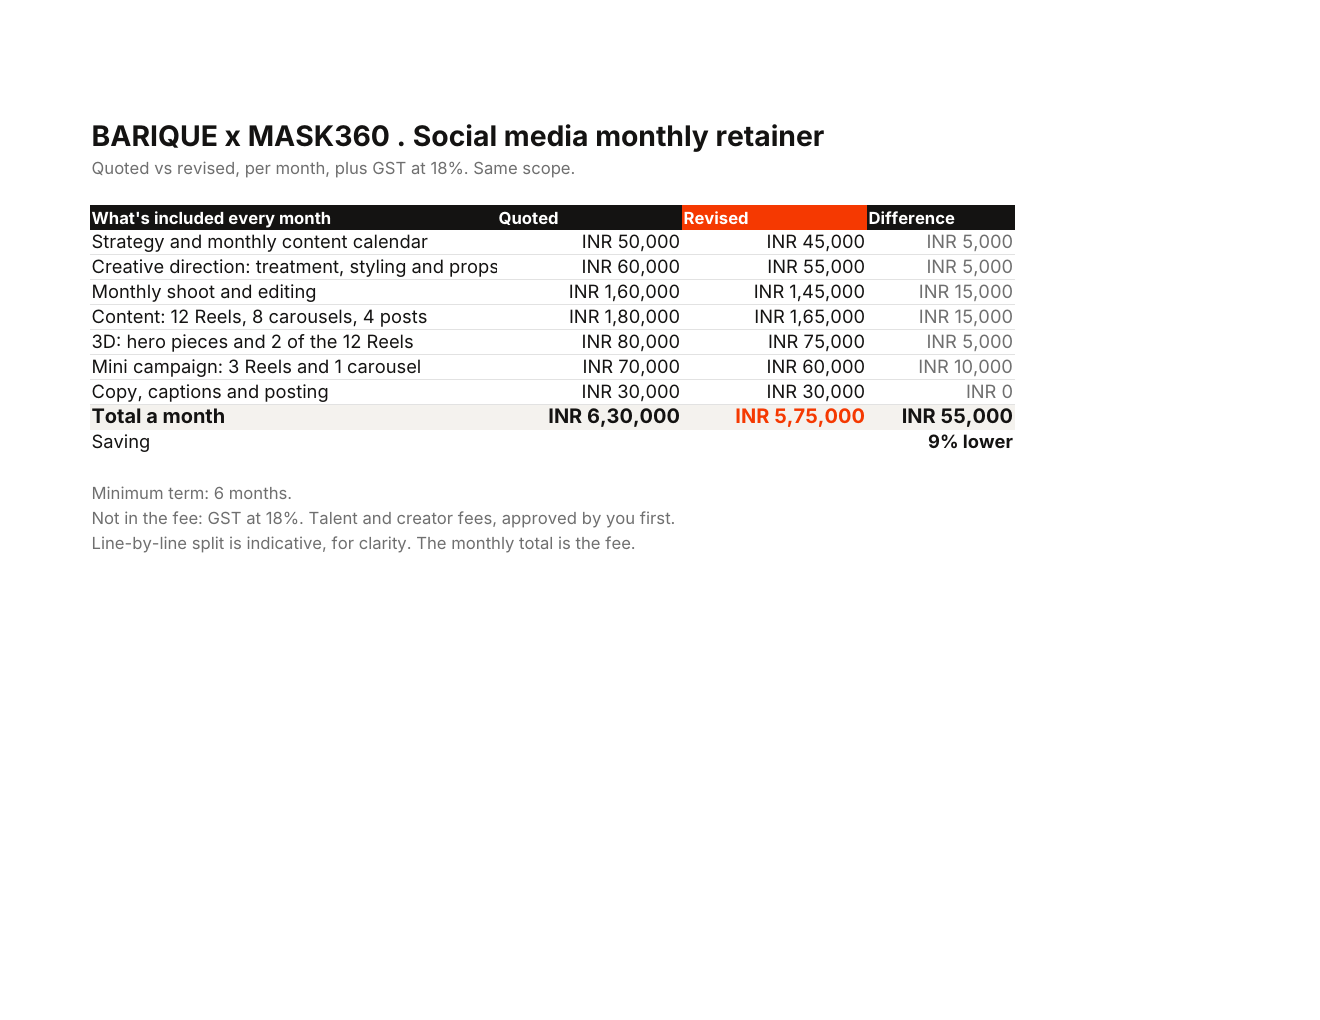 BARIQUE x MASK360 . Social media monthly retainer
Quoted vs revised, per month, plus GST at 18%. Same scope.
What's included every month Quoted Revised Difference
Strategy and monthly content calendar INR 50,000 INR 45,000 INR 5,000
Creative direction: treatment, styling and props INR 60,000 INR 55,000 INR 5,000
Monthly shoot and editing INR 1,60,000 INR 1,45,000 INR 15,000
Content: 12 Reels, 8 carousels, 4 posts INR 1,80,000 INR 1,65,000 INR 15,000
3D: hero pieces and 2 of the 12 Reels INR 80,000 INR 75,000 INR 5,000
Mini campaign: 3 Reels and 1 carousel INR 70,000 INR 60,000 INR 10,000
Copy, captions and posting INR 30,000 INR 30,000 INR 0
Total a month INR 6,30,000 INR 5,75,000 INR 55,000
Saving 9% lower
Minimum term: 6 months.
Not in the fee: GST at 18%. Talent and creator fees, approved by you first.
Line-by-line split is indicative, for clarity. The monthly total is the fee.